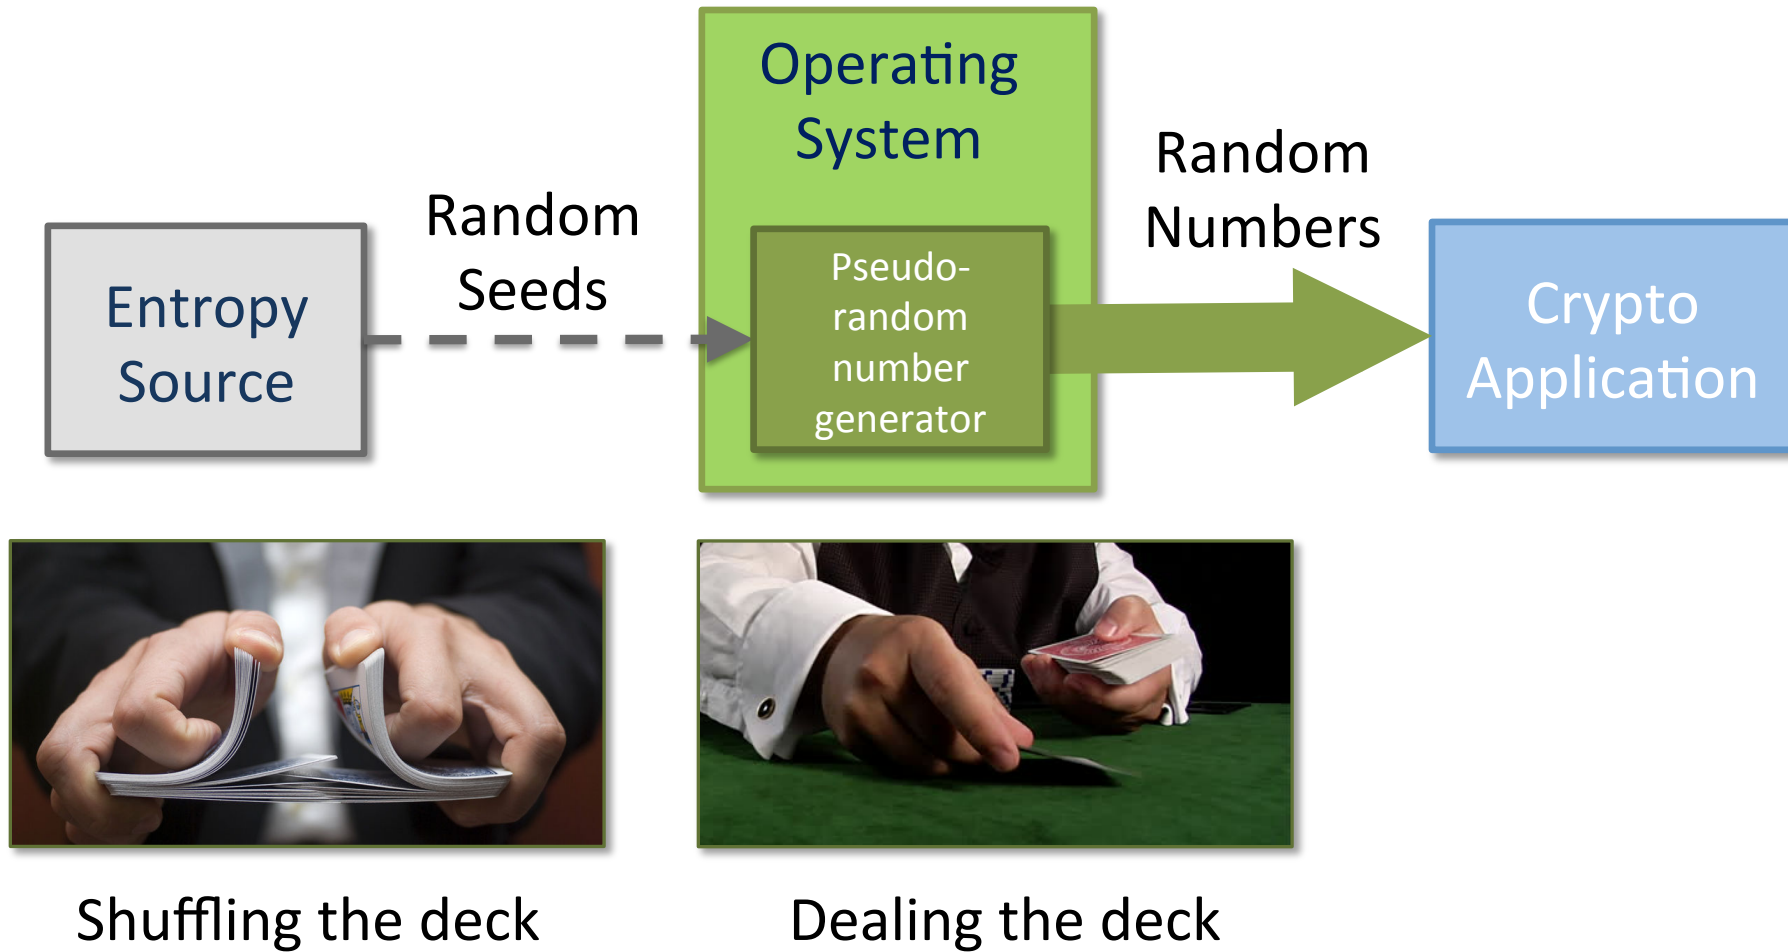 Operating
System
Random
Numbers
Random
Seeds
Entropy
Source
Pseudo-
random
number
generator
Crypto
Application
Shuffling the deck
Dealing the deck